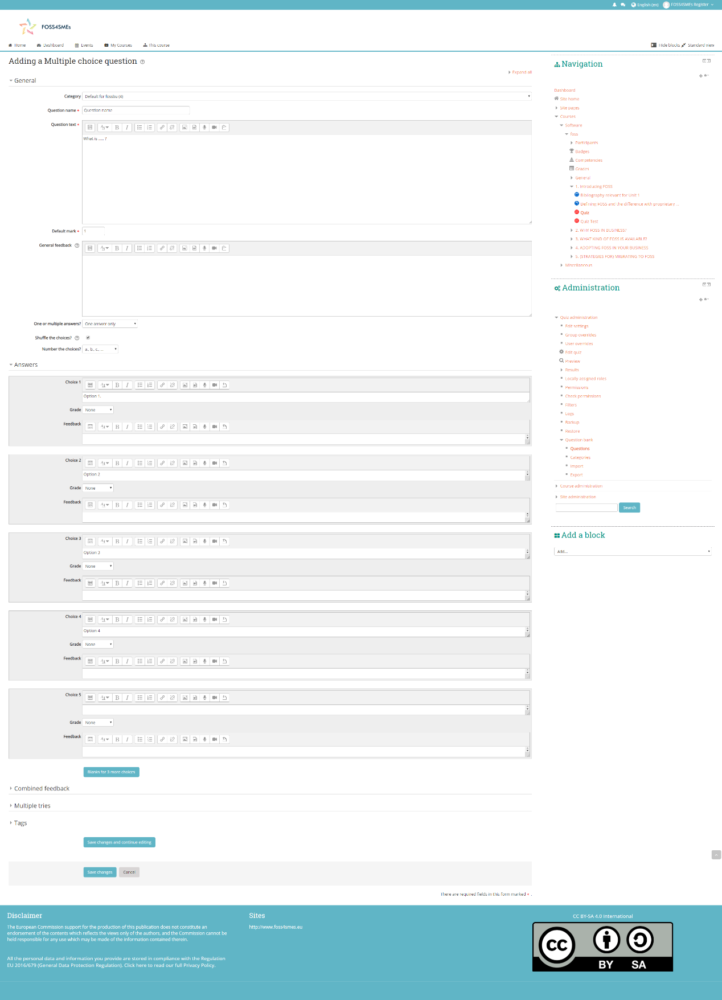 English (en)
FOSS4SMEs Register
FOSS4SMEs
Home
Dashboard
Events
My Courses
This course
Hide blocks
Standard view
Adding a Multiple choice question
Expand all
General
Category
Default for fossbu (4)
Question name
Question name
Question text
What is ..... ?
Default mark
1
General feedback
One or multiple answers?
One answer only
Shuffle the choices?
Number the choices?
a., b., c., ...
Answers
Choice 1
Option 1.
Grade
None
Feedback
Choice 2
Option 2
Grade
None
Feedback
Choice 3
Option 3
Grade
None
Feedback
Choice 4
Option 4
Grade
None
Feedback
Choice 5
Grade
None
Feedback
Blanks for 3 more choices
Combined feedback
Multiple tries
Tags
Save changes and continue editing
Save changes
Cancel
There are required fields in this form marked * .
Navigation
Dashboard
Site home
Site pages
Courses
Software
foss
Participants
Badges
Competencies
Grades
General
1. Introducing FOSS
Bibliography relevant for Unit 1
Defining FOSS and the difference with proprietary ...
Quiz
Quiz Test
2. WHY FOSS IN BUSINESS?
3. WHAT KIND OF FOSS IS AVAILABLE?
4. ADOPTING FOSS IN YOUR BUSINESS
5. (STRATEGIES FOR) MIGRATING TO FOSS
Miscellaneous
Administration
Quiz administration
Edit settings
Group overrides
User overrides
Edit quiz
Preview
Results
Locally assigned roles
Permissions
Check permissions
Filters
Logs
Backup
Restore
Question bank
Questions
Categories
Import
Export
Course administration
Site administration
Search
Add a block
Add...
Disclaimer
The European Commission support for the production of this publication does not constitute an
endorsement of the contents which reflects the views only of the authors, and the Commission cannot be
held responsible for any use which may be made of the information contained therein.
All the personal data and information you provide are stored in compliance with the Regulation
EU 2016/679 (General Data Protection Regulation). Click here to read our full Privacy Policy.
Sites
http://www.foss4smes.eu
CC BY-SA 4.0 International
CC
BY SA